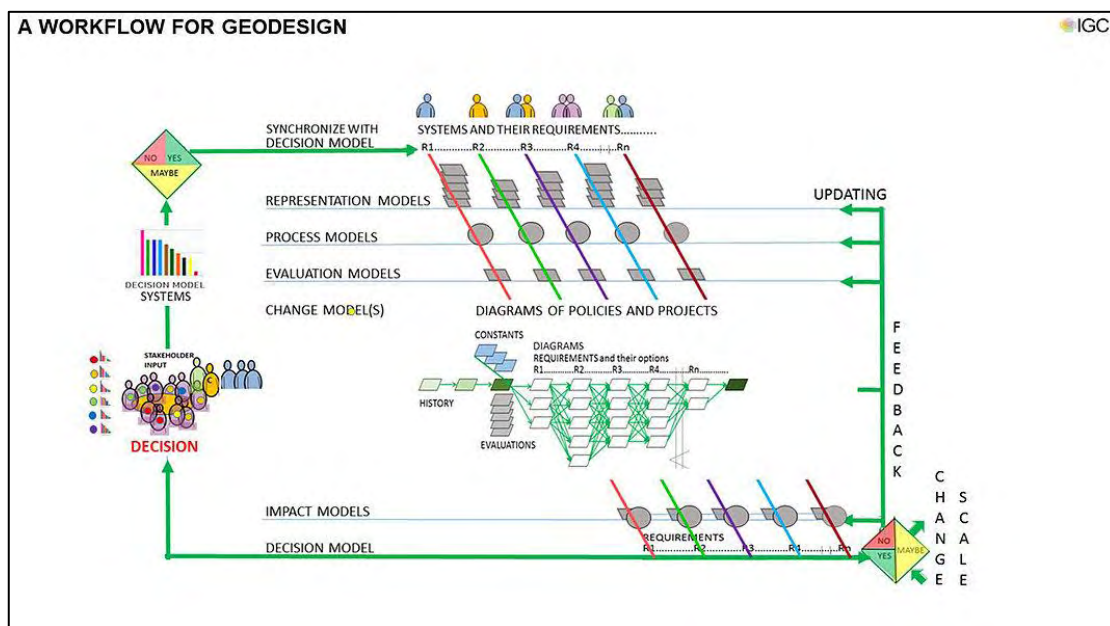 A WORKFLOW FOR GEODESIGN
IGC
SYNCHRONIZE WITH
DECISION MODEL
SYSTEMS AND THEIR REQUIREMENTS...........
R1................R2................R3................R4......|.|...Rn
NO YES
MAYBE
REPRESENTATION MODELS
UPDATING
PROCESS MODELS
EVALUATION MODELS
DECISION MODEL
SYSTEMS
CHANGE MODEL(S)
DIAGRAMS OF POLICIES AND PROJECTS
CONSTANTS
DIAGRAMS
REQUIREMENTS and their options
R1............R2............R3............R4............Rn.......
STAKEHOLDER
INPUT
HISTORY
EVALUATIONS
DECISION
FEEDBACK
CHANGE
SCALE
IMPACT MODELS
REQUIREMENTS
DECISION MODEL
R1................R2................R3................R4......|.|...Rn
NO MAYBE
YES